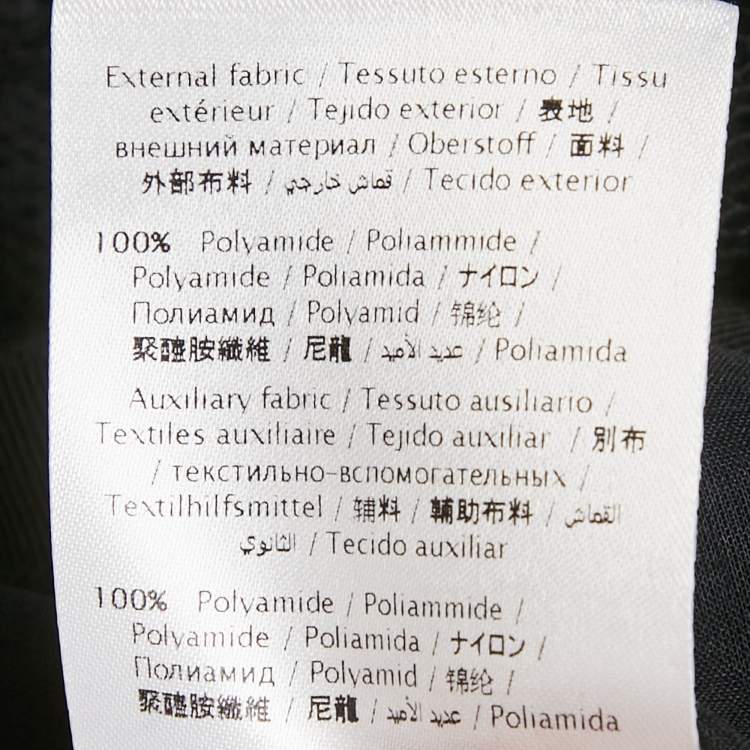 External fabric / Tessuto esterno / Tissu
extérieur / Tejido exterior / 表地 /
внешний материал / Oberstoff / 面料 /
外部布料 / قماش خارجي / Tecido exterior
100% Polyamide / Poliammide /
Polyamide / Poliamida / ナイロン /
Полиамид / Polyamid / 锦纶 /
聚醯胺纖維 / 尼龍 / عديد الأميد / Poliamida
Auxiliary fabric / Tessuto ausiliario /
Textiles auxiliaire / Tejido auxiliar / 別布
/ текстильно-вспомогательных /
Textilhilfsmittel / 辅料 / 輔助布料 / القماش
الثانوي / Tecido auxiliar
100% Polyamide / Poliammide /
Polyamide / Poliamida / ナイロン /
Полиамид / Polyamid / 锦纶 /
聚醯胺纖維 / 尼龍 / عديد الأميد / Poliamida